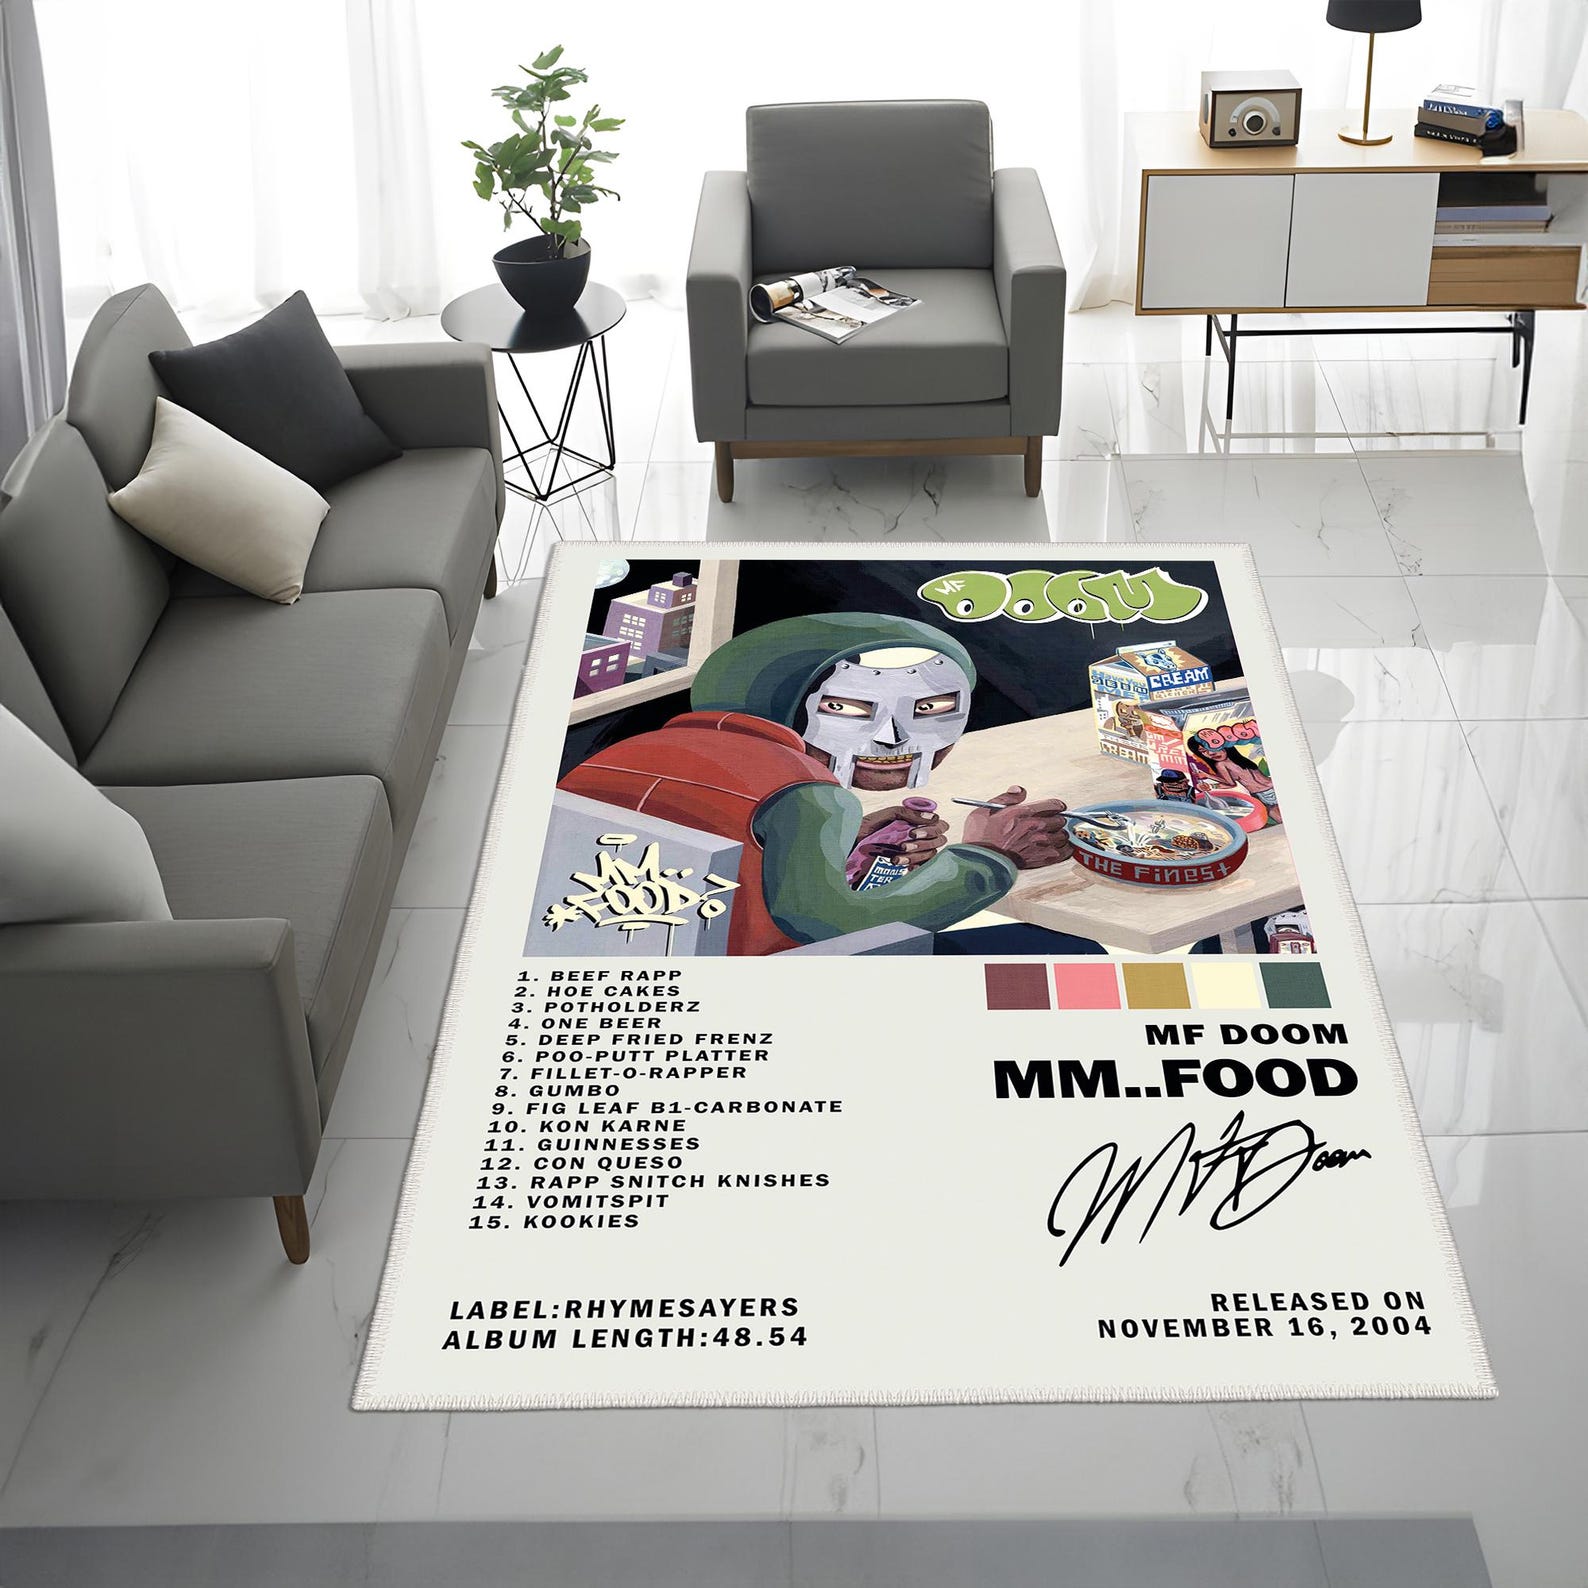 MF DOOM
CREAM
MM.. FOOD?
THE FinESt
1. BEEF RAPP
2. HOE CAKES
3. POTHOLDERZ
4. ONE BEER
5. DEEP FRIED FRENZ
6. POO-PUTT PLATTER
7. FILLET-O-RAPPER
8. GUMBO
9. FIG LEAF B1-CARBONATE
10. KON KARNE
11. GUINNESSES
12. CON QUESO
13. RAPP SNITCH KNISHES
14. VOMITSPIT
15. KOOKIES
MF DOOM
MM..FOOD
MF Doom
LABEL:RHYMESAYERS
ALBUM LENGTH:48.54
RELEASED ON
NOVEMBER 16, 2004